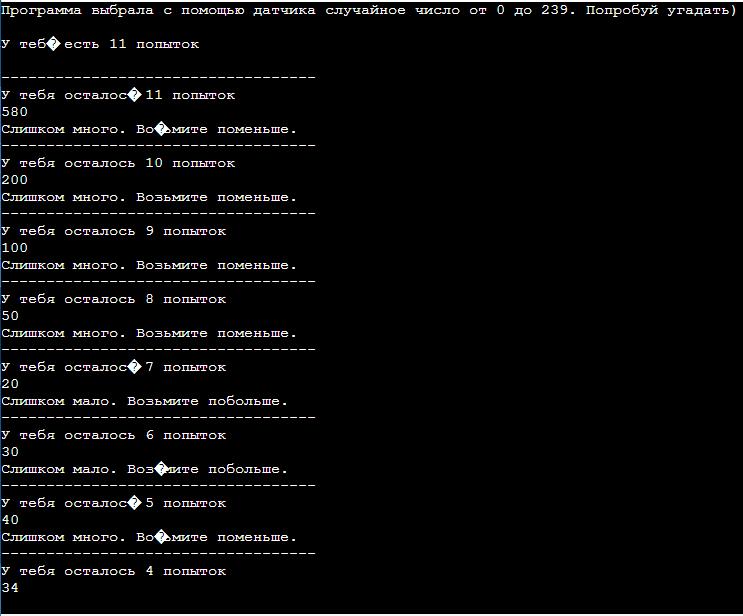 Программа выбрала с помощью датчика случайное число от 0 до 239. Попробуй угадать)
У теб� есть 11 попыток
-----------------------------------
У тебя осталос� 11 попыток
580
Слишком много. Во�ьмите поменьше.
-----------------------------------
У тебя осталось 10 попыток
200
Слишком много. Возьмите поменьше.
-----------------------------------
У тебя осталось 9 попыток
100
Слишком много. Возьмите поменьше.
-----------------------------------
У тебя осталось 8 попыток
50
Слишком много. Возьмите поменьше.
-----------------------------------
У тебя осталос� 7 попыток
20
Слишком мало. Возьмите побольше.
-----------------------------------
У тебя осталось 6 попыток
30
Слишком мало. Воз�мите побольше.
-----------------------------------
У тебя осталос� 5 попыток
40
Слишком много. Во�ьмите поменьше.
-----------------------------------
У тебя осталось 4 попыток
34